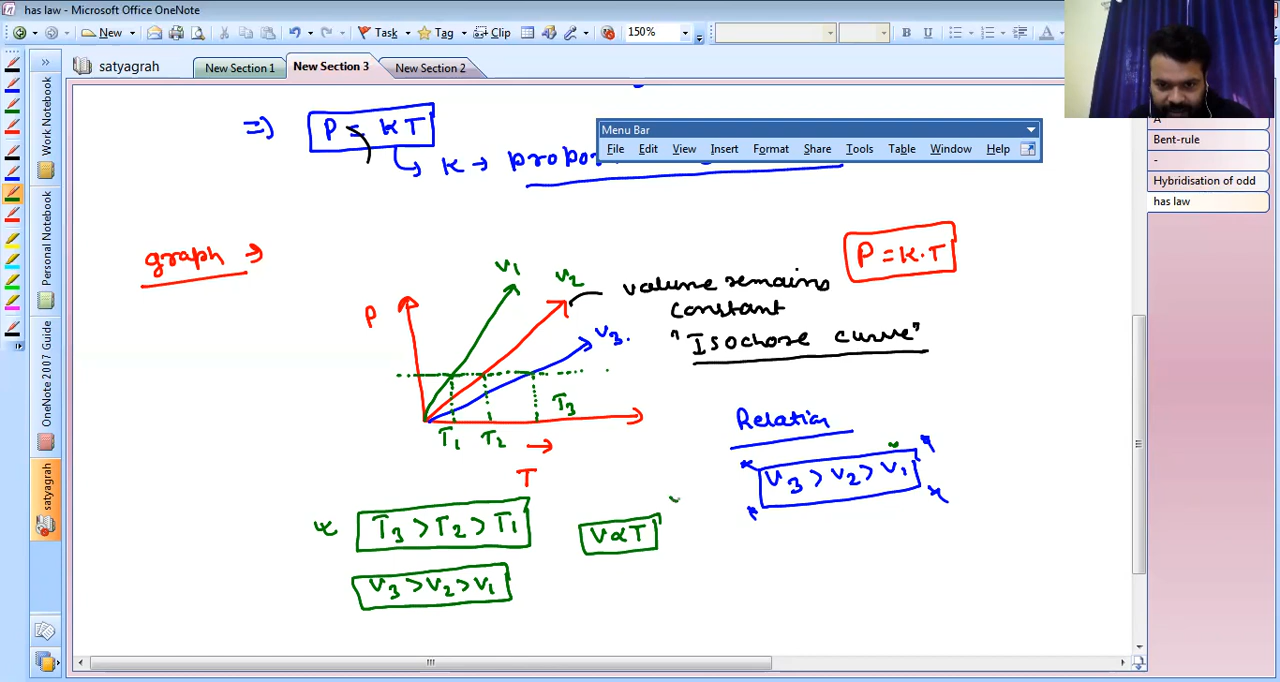 has law - Microsoft Office OneNote
Back
New
Task
Tag
Clip
150%
B U A
satyagrah
New Section 1
New Section 3
New Section 2
Work Notebook
Personal Notebook
OneNote 2007 Guide
satyagrah
Menu Bar
File Edit View Insert Format Share Tools Table Window Help
A
Bent-rule
-
Hybridisation of odd
has law
=) P = K T
K → propor
graph →
P = K.T
V1
V2
V3.
volume remains
constant
"Isochore curve"
P
T1 T2 T3
→
T
Relation
V3 > V2 > V1
T3 > T2 > T1
V ∝ T
V3 > V2 > V1